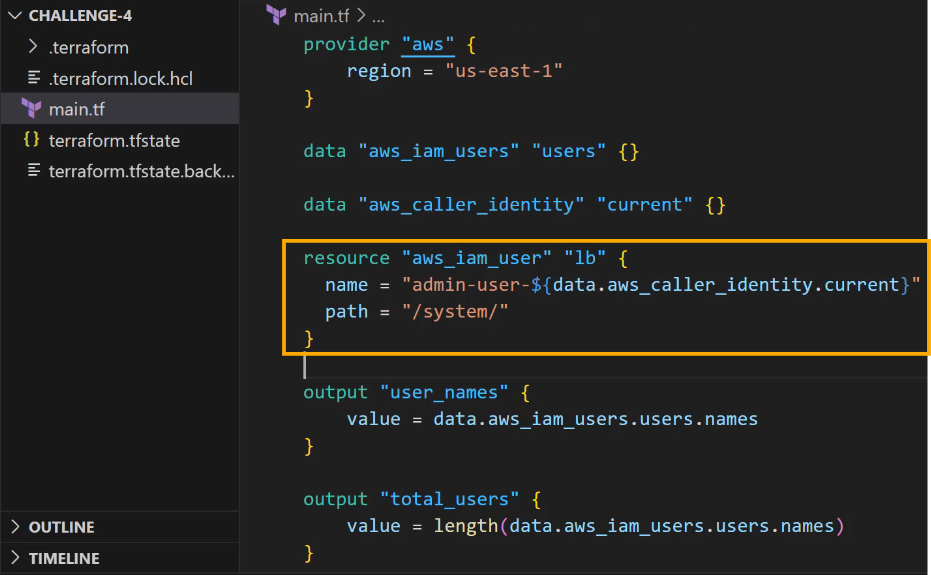 CHALLENGE-4
.terraform
.terraform.lock.hcl
main.tf
terraform.tfstate
terraform.tfstate.back...
OUTLINE
TIMELINE
main.tf > ...
provider "aws" {
    region = "us-east-1"
}
data "aws_iam_users" "users" {}
data "aws_caller_identity" "current" {}
resource "aws_iam_user" "lb" {
  name = "admin-user-${data.aws_caller_identity.current}"
  path = "/system/"
}
output "user_names" {
    value = data.aws_iam_users.users.names
}
output "total_users" {
    value = length(data.aws_iam_users.users.names)
}